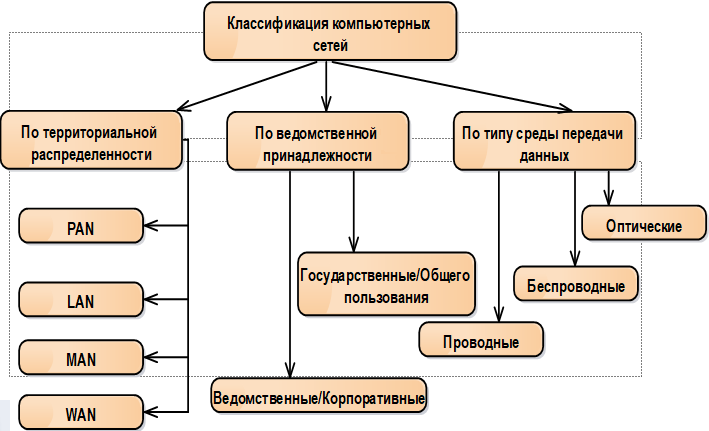 Классификация компьютерных
сетей
По территориальной
распределенности
По ведомственной
принадлежности
По типу среды передачи
данных
PAN
LAN
MAN
WAN
Государственные/Общего
пользования
Ведомственные/Корпоративные
Оптические
Беспроводные
Проводные